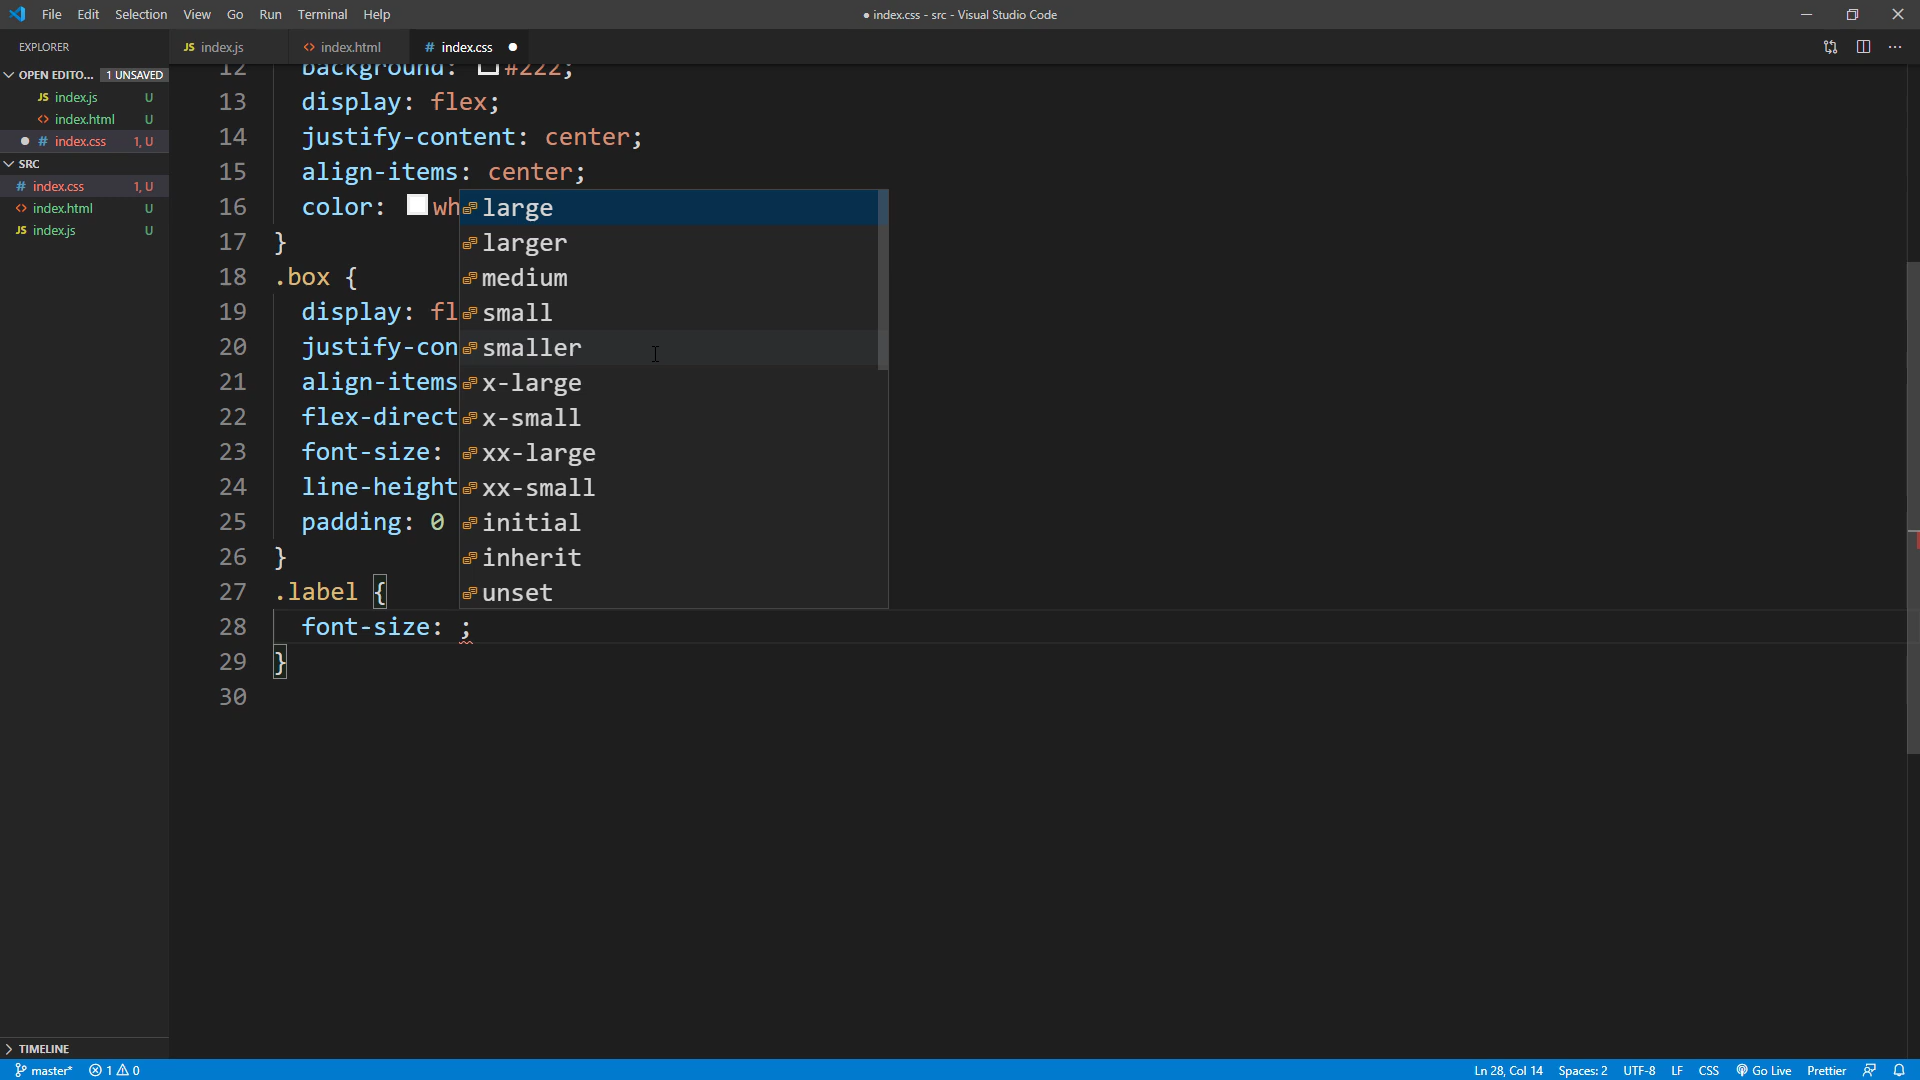 File Edit Selection View Go Run Terminal Help
● index.css - src - Visual Studio Code
EXPLORER
JS index.js
<> index.html
# index.css ●
OPEN EDITO... 1 UNSAVED
JS index.js U
<> index.html U
● # index.css 1, U
SRC
# index.css 1, U
<> index.html U
JS index.js U
12 background: #222;
13 display: flex;
14 justify-content: center;
15 align-items: center;
16 color: wh
17 }
18 .box {
19 display: fl
20 justify-con
21 align-items
22 flex-direct
23 font-size:
24 line-height
25 padding: 0
26 }
27 .label {
28 font-size: ;
29 }
30
large
larger
medium
small
smaller
x-large
x-small
xx-large
xx-small
initial
inherit
unset
TIMELINE
master* 1 0
Ln 28, Col 14 Spaces: 2 UTF-8 LF CSS Go Live Prettier